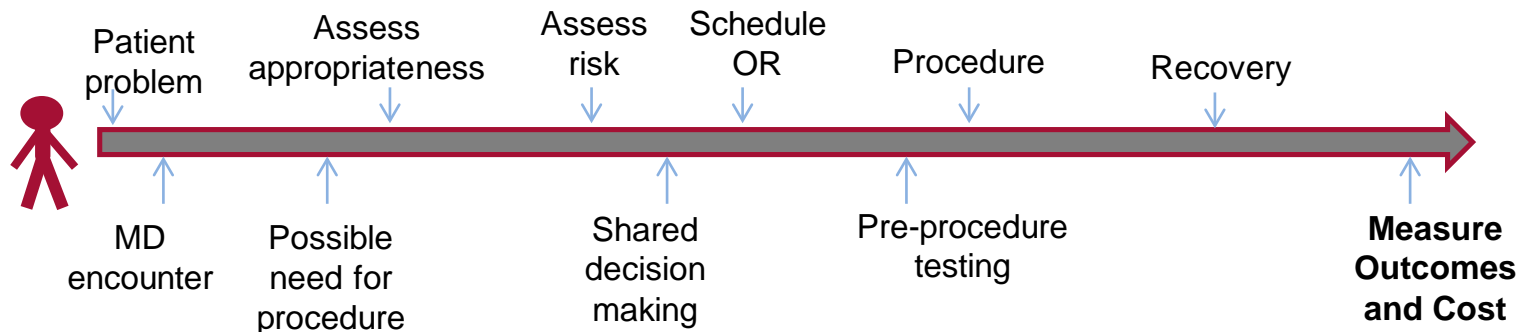 Patient
problem
Assess
appropriateness
Assess
risk
Schedule
OR
Procedure
Recovery
MD
encounter
Possible
need for
procedure
Shared
decision
making
Pre-procedure
testing
Measure
Outcomes
and Cost